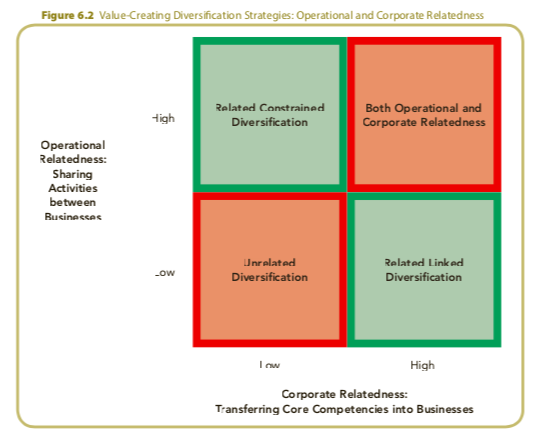 Figure 6.2 Value-Creating Diversification Strategies: Operational and Corporate Relatedness
High
Related Constrained
Diversification
Both Operational and
Corporate Relatedness
Operational
Relatedness:
Sharing
Activities
between
Businesses
Low
Unrelated
Diversification
Related Linked
Diversification
Low
High
Corporate Relatedness:
Transferring Core Competencies into Businesses